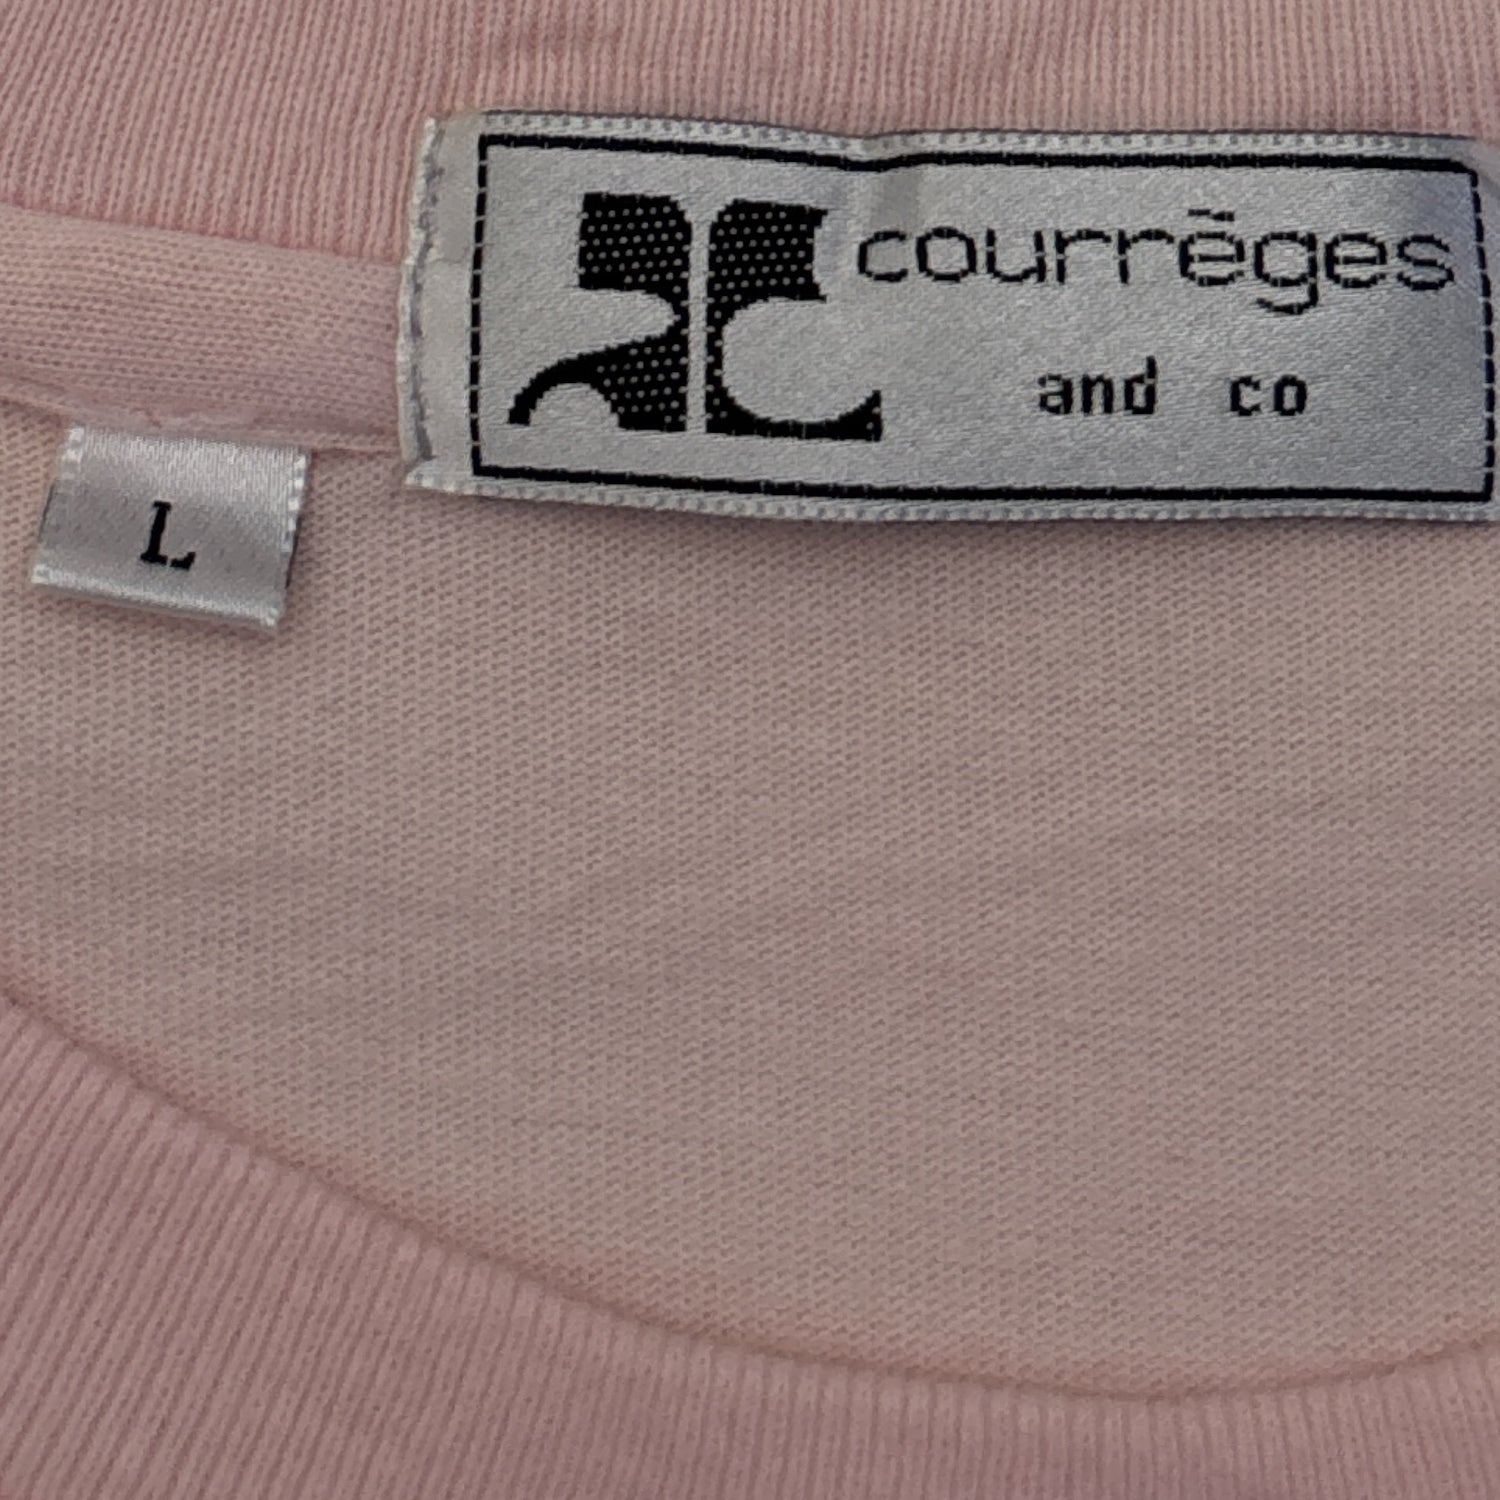 courrēges
and co
L